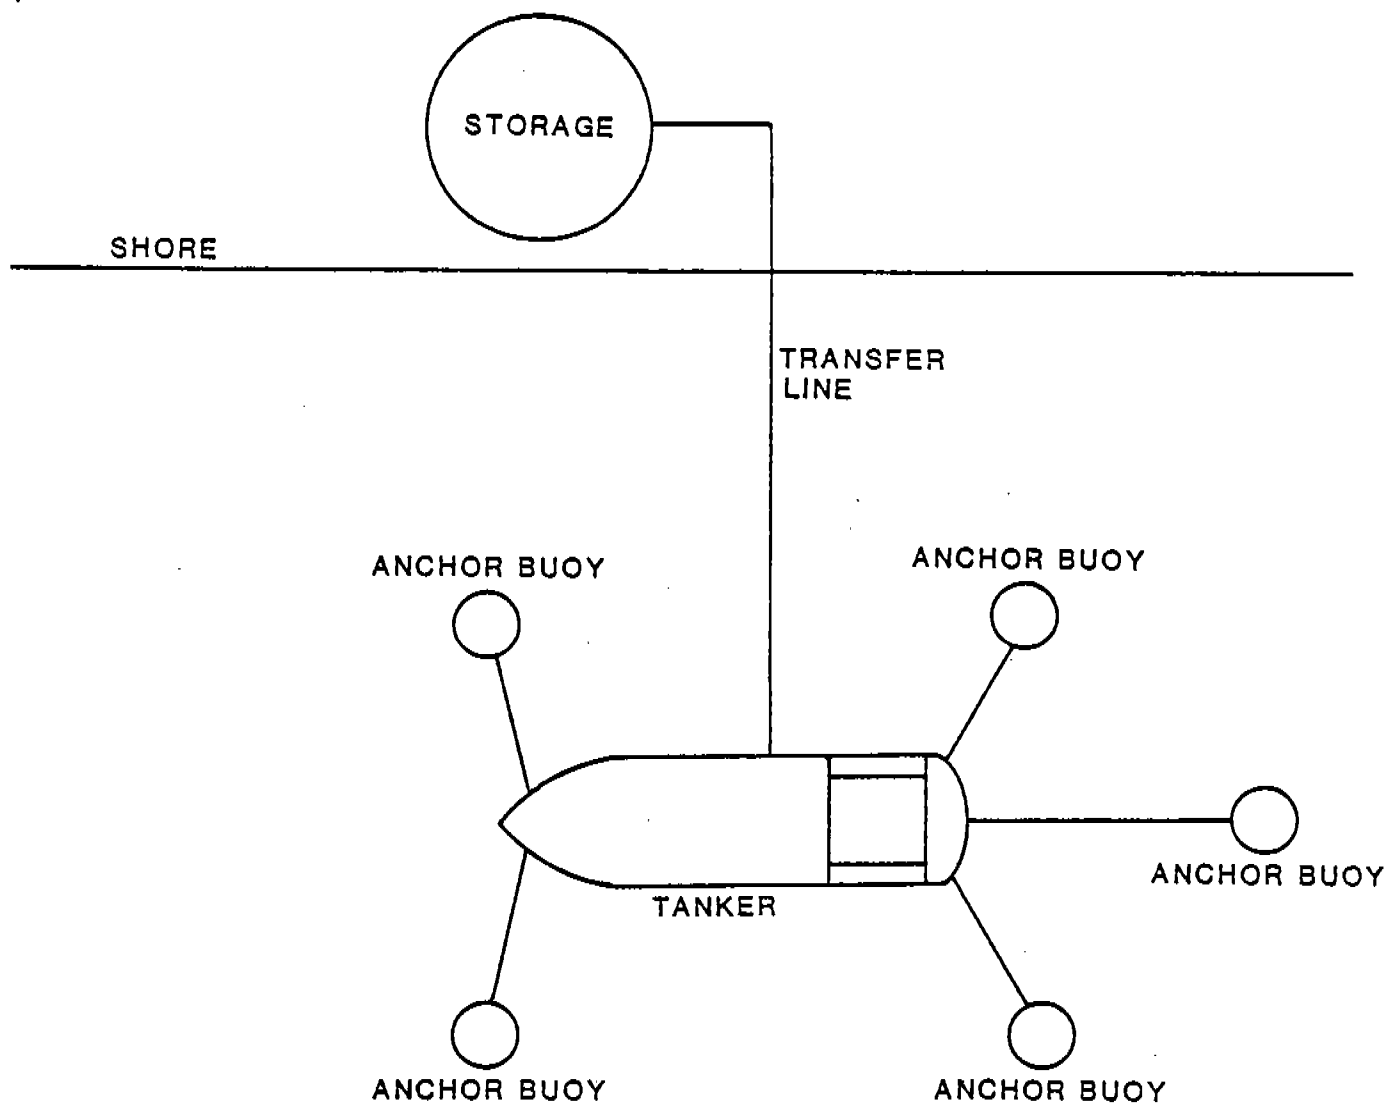 STORAGE
SHORE
TRANSFER
LINE
ANCHOR BUOY
ANCHOR BUOY
ANCHOR BUOY
TANKER
ANCHOR BUOY
ANCHOR BUOY